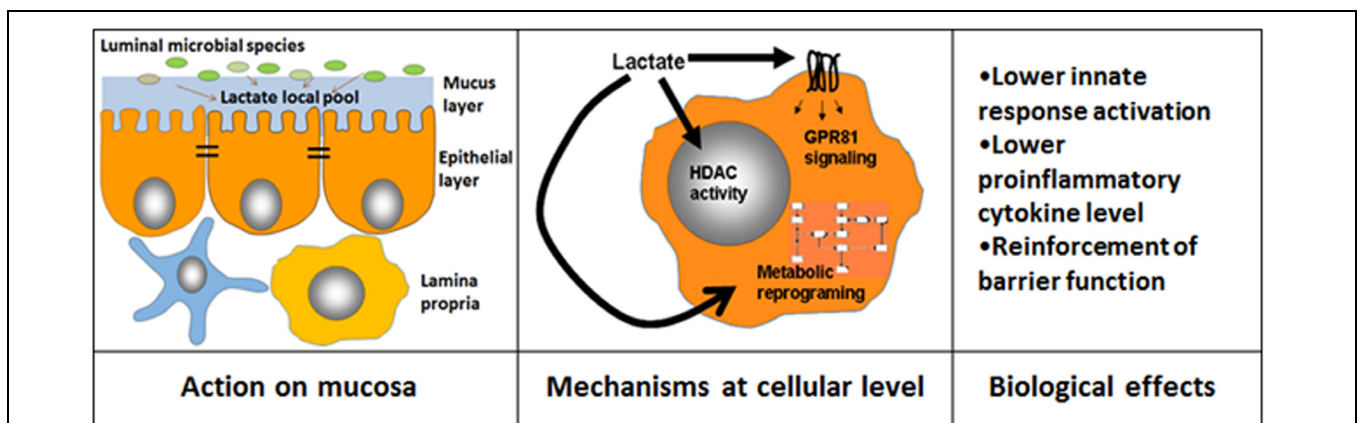 Luminal microbial species
Lactate local pool
Mucus
layer
Epithelial
layer
Lamina
propria
Lactate
GPR81
signaling
HDAC
activity
Metabolic
reprograming
•Lower innate
response activation
•Lower
proinflammatory
cytokine level
•Reinforcement of
barrier function
Action on mucosa
Mechanisms at cellular level
Biological effects